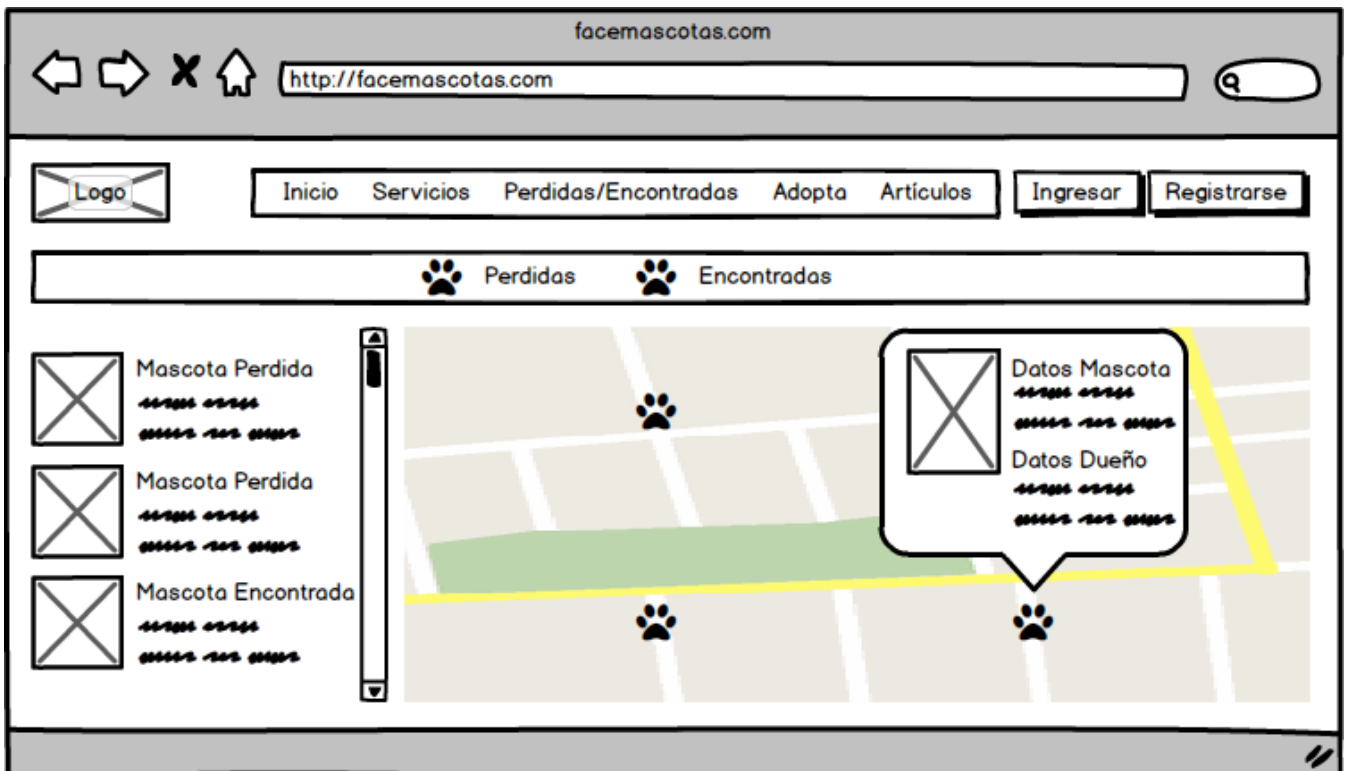 facemascotas.com
http://facemascotas.com
Logo
Inicio Servicios Perdidas/Encontradas Adopta Artículos Ingresar Registrarse
Perdidas Encontradas
Mascota Perdida
Mascota Perdida
Mascota Encontrada
Datos Mascota
Datos Dueño